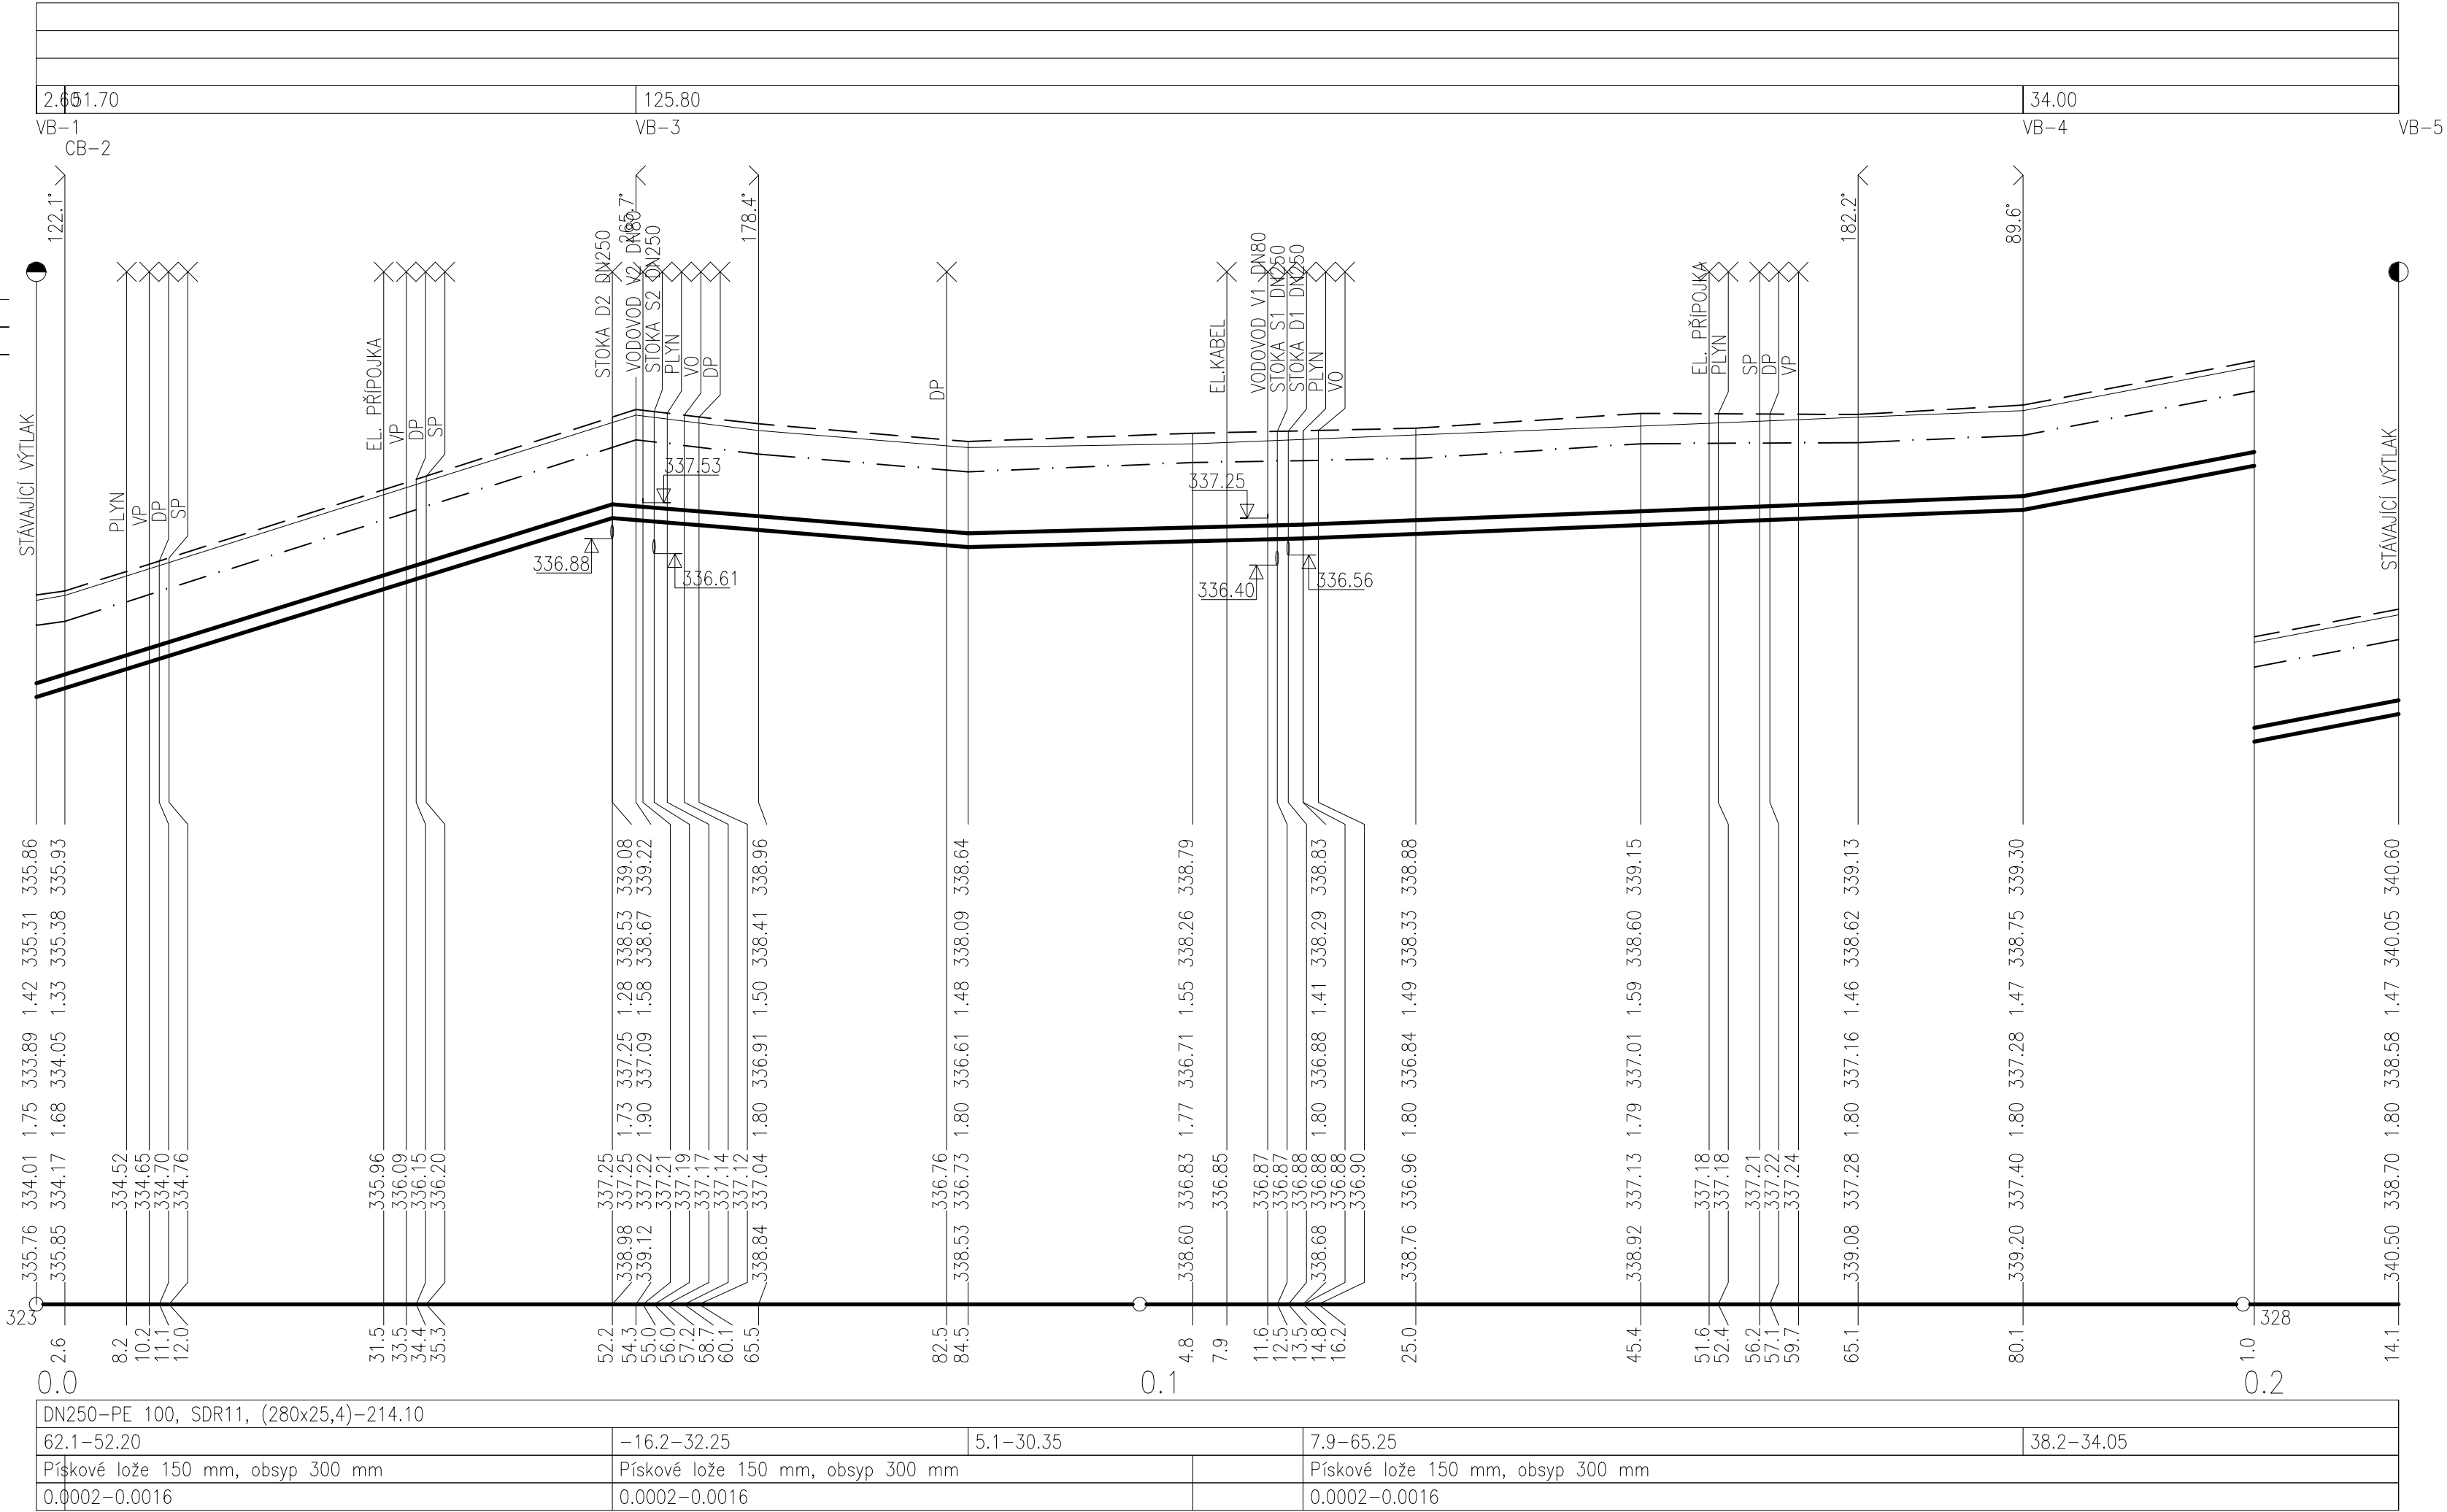 2.60
51.70
125.80
34.00
VB-1
CB-2
VB-3
VB-4
VB-5
122.1°
265.7°
178.4°
182.2°
89.6°
STÁVAJÍCÍ VÝTLAK
PLYN
VP
DP
SP
EL. PŘÍPOJKA
VP
DP
SP
STOKA D2 DN250
VODOVOD V2 DN80
STOKA S2 DN250
PLYN
VO
DP
DP
EL.KABEL
VODOVOD V1 DN80
STOKA S1 DN250
STOKA D1 DN250
PLYN
VO
EL. PŘÍPOJKA
PLYN
SP
DP
VP
STÁVAJÍCÍ VÝTLAK
337.53
336.88
336.61
337.25
336.40
336.56
335.76 334.01 1.75 333.89 1.42 335.31 335.86
335.85 334.17 1.68 334.05 1.33 335.38 335.93
334.52
334.65
334.70
334.76
335.96
336.09
336.15
336.20
337.25
338.98 337.25 1.73 337.25 1.28 338.53 339.08
339.12 337.22 1.90 337.09 1.58 338.67 339.22
337.21
337.19
337.17
337.14
337.12
338.84 337.04 1.80 336.91 1.50 338.41 338.96
336.76
338.53 336.73 1.80 336.61 1.48 338.09 338.64
338.60 336.83 1.77 336.71 1.55 338.26 338.79
336.85
336.87
336.87
336.88
338.68 336.88 1.80 336.88 1.41 338.29 338.83
336.88
336.90
338.76 336.96 1.80 336.84 1.49 338.33 338.88
338.92 337.13 1.79 337.01 1.59 338.60 339.15
337.18
337.18
337.21
337.22
337.24
339.08 337.28 1.80 337.16 1.46 338.62 339.13
339.20 337.40 1.80 337.28 1.47 338.75 339.30
340.50 338.70 1.80 338.58 1.47 340.05 340.60
323
328
2.6
8.2
10.2
11.1
12.0
31.5
33.5
34.4
35.3
52.2
54.3
55.0
56.0
57.2
58.7
60.1
65.5
82.5
84.5
4.8
7.9
11.6
12.5
13.5
14.8
16.2
25.0
45.4
51.6
52.4
56.2
57.1
59.7
65.1
80.1
1.0
14.1
0.0
0.1
0.2
DN250-PE 100, SDR11, (280x25,4)-214.10
62.1-52.20
-16.2-32.25
5.1-30.35
7.9-65.25
38.2-34.05
Pískové lože 150 mm, obsyp 300 mm
Pískové lože 150 mm, obsyp 300 mm
Pískové lože 150 mm, obsyp 300 mm
0.0002-0.0016
0.0002-0.0016
0.0002-0.0016